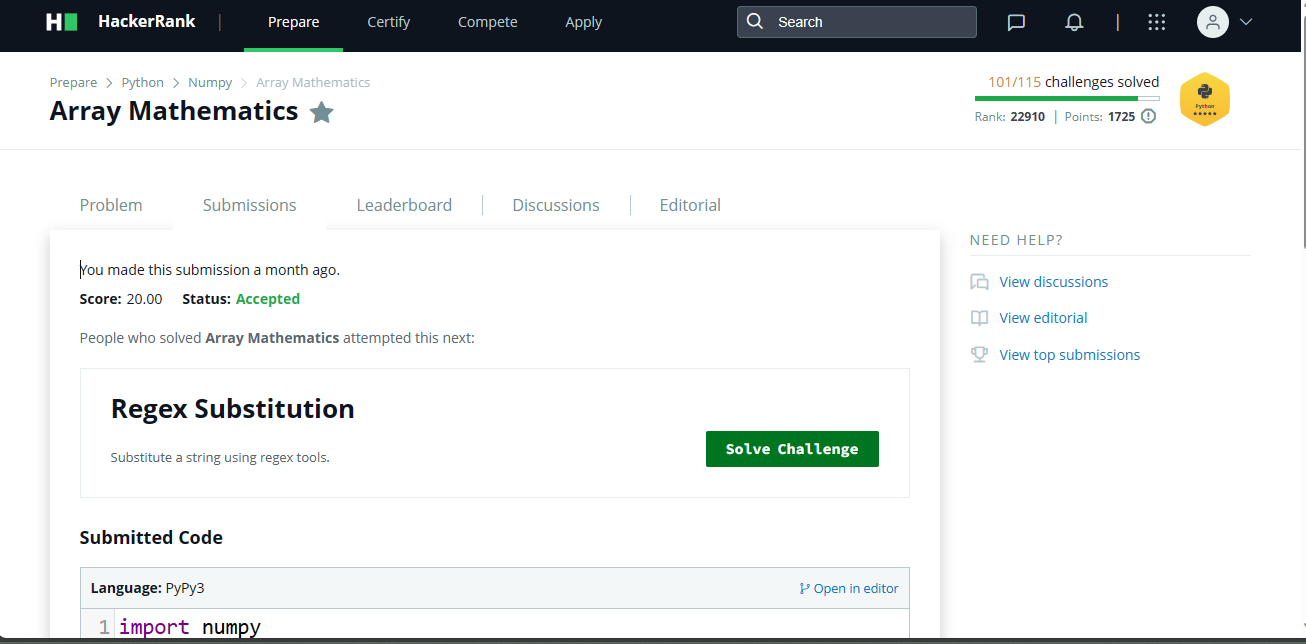 HackerRank | Prepare Certify Compete Apply Search |
Prepare > Python > Numpy > Array Mathematics
Array Mathematics
101/115 challenges solved
Rank: 22910 | Points: 1725
Python
Problem Submissions Leaderboard Discussions Editorial
You made this submission a month ago.
Score: 20.00 Status: Accepted
People who solved Array Mathematics attempted this next:
Regex Substitution
Substitute a string using regex tools.
Solve Challenge
Submitted Code
Language: PyPy3
Open in editor
1 import numpy
NEED HELP?
View discussions
View editorial
View top submissions